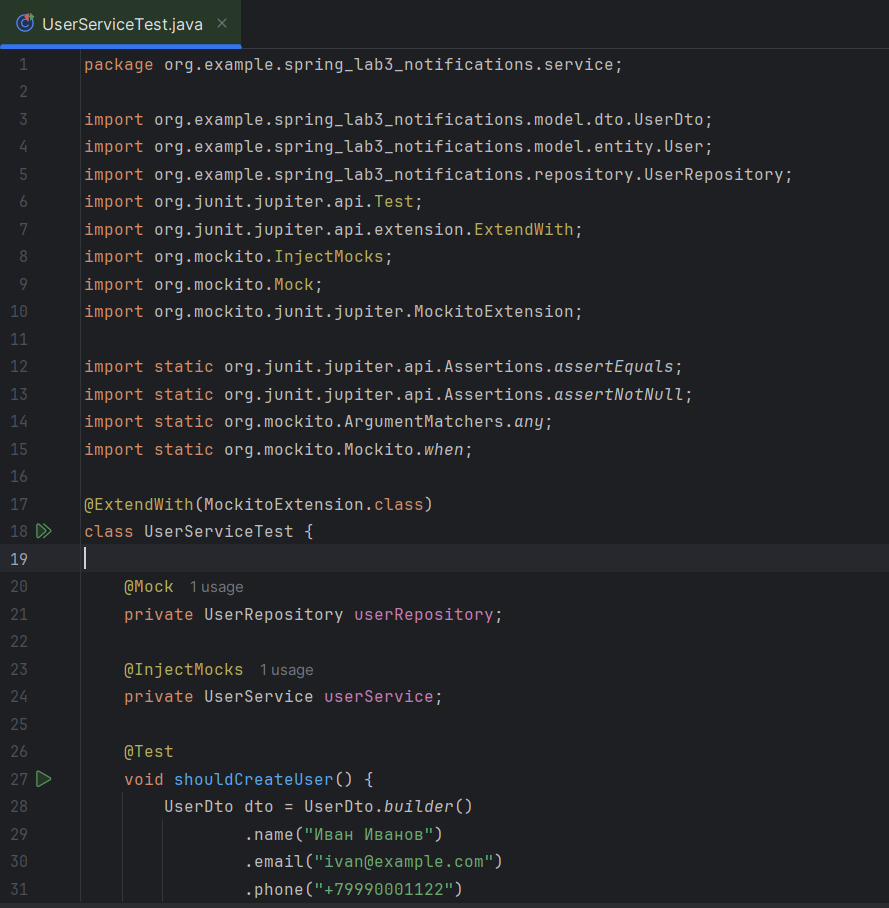 UserServiceTest.java
1 package org.example.spring_lab3_notifications.service;
2
3 import org.example.spring_lab3_notifications.model.dto.UserDto;
4 import org.example.spring_lab3_notifications.model.entity.User;
5 import org.example.spring_lab3_notifications.repository.UserRepository;
6 import org.junit.jupiter.api.Test;
7 import org.junit.jupiter.api.extension.ExtendWith;
8 import org.mockito.InjectMocks;
9 import org.mockito.Mock;
10 import org.mockito.junit.jupiter.MockitoExtension;
11
12 import static org.junit.jupiter.api.Assertions.assertEquals;
13 import static org.junit.jupiter.api.Assertions.assertNotNull;
14 import static org.mockito.ArgumentMatchers.any;
15 import static org.mockito.Mockito.when;
16
17 @ExtendWith(MockitoExtension.class)
18 class UserServiceTest {
19
20     @Mock 1 usage
21     private UserRepository userRepository;
22
23     @InjectMocks 1 usage
24     private UserService userService;
25
26     @Test
27     void shouldCreateUser() {
28         UserDto dto = UserDto.builder()
29                 .name("Иван Иванов")
30                 .email("ivan@example.com")
31                 .phone("+79990001122")